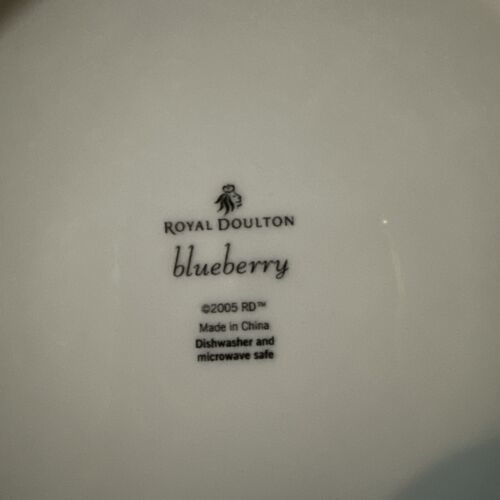 ROYAL DOULTON
blueberry
©2005 RD™
Made in China
Dishwasher and
microwave safe